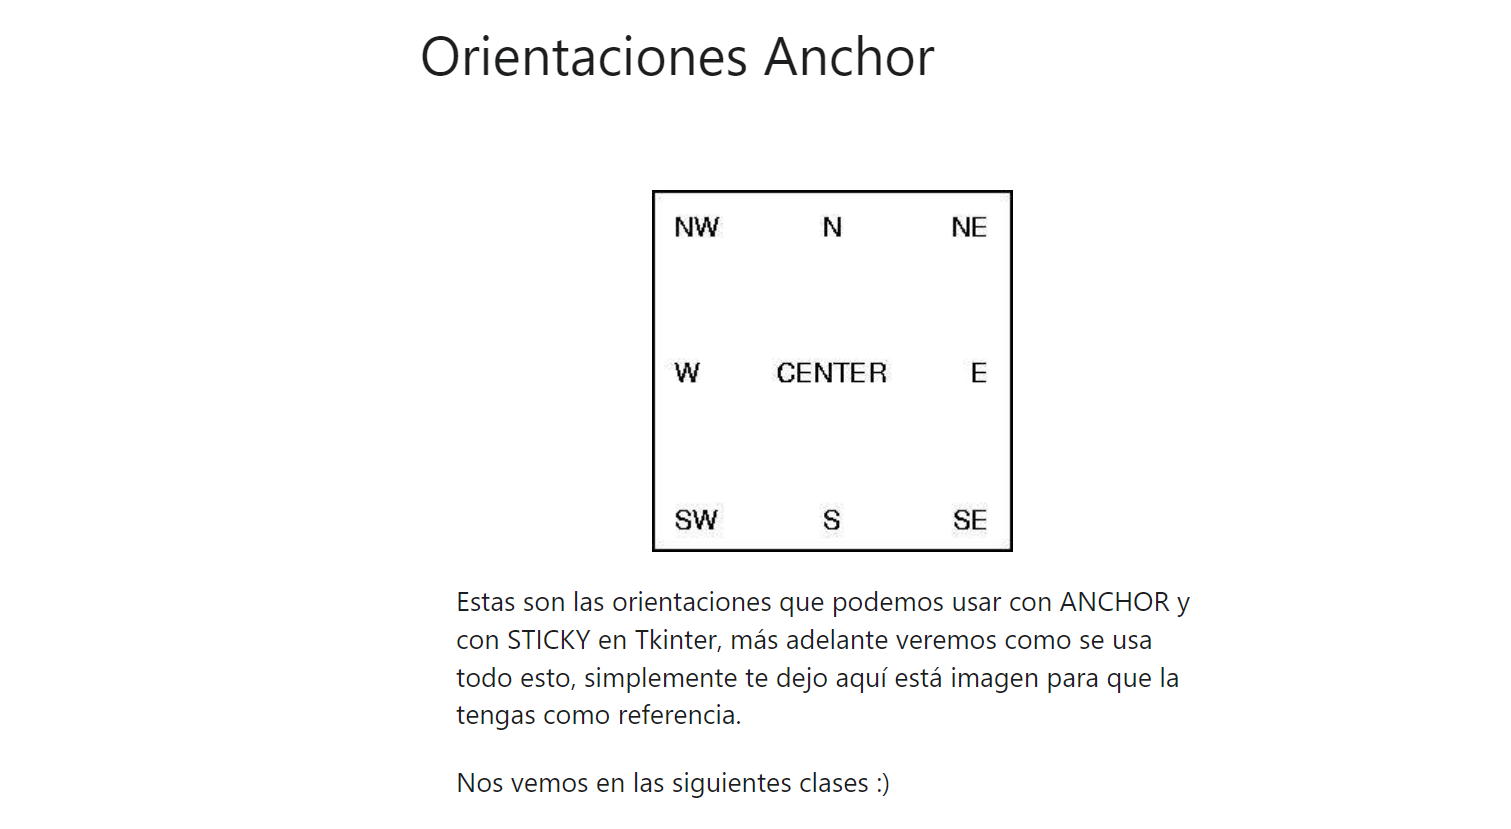 Orientaciones Anchor
NW N NE
W CENTER E
SW S SE
Estas son las orientaciones que podemos usar con ANCHOR y
con STICKY en Tkinter, más adelante veremos como se usa
todo esto, simplemente te dejo aquí está imagen para que la
tengas como referencia.
Nos vemos en las siguientes clases :)